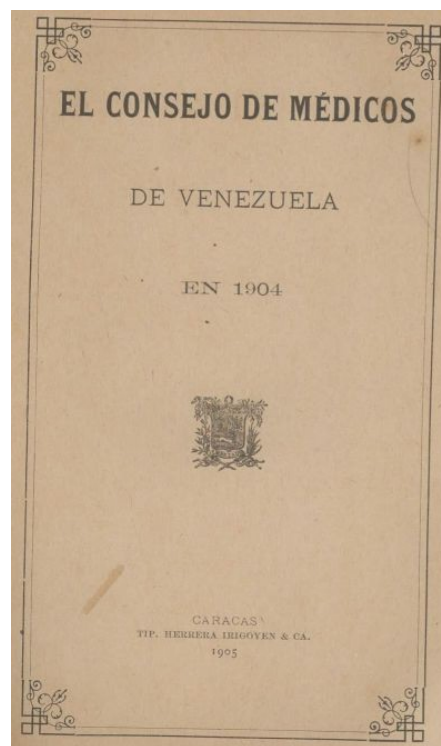 EL CONSEJO DE MÉDICOS
DE VENEZUELA
EN 1904
CARACAS
TIP. HERRERA IRIGOYEN & CA.
1905